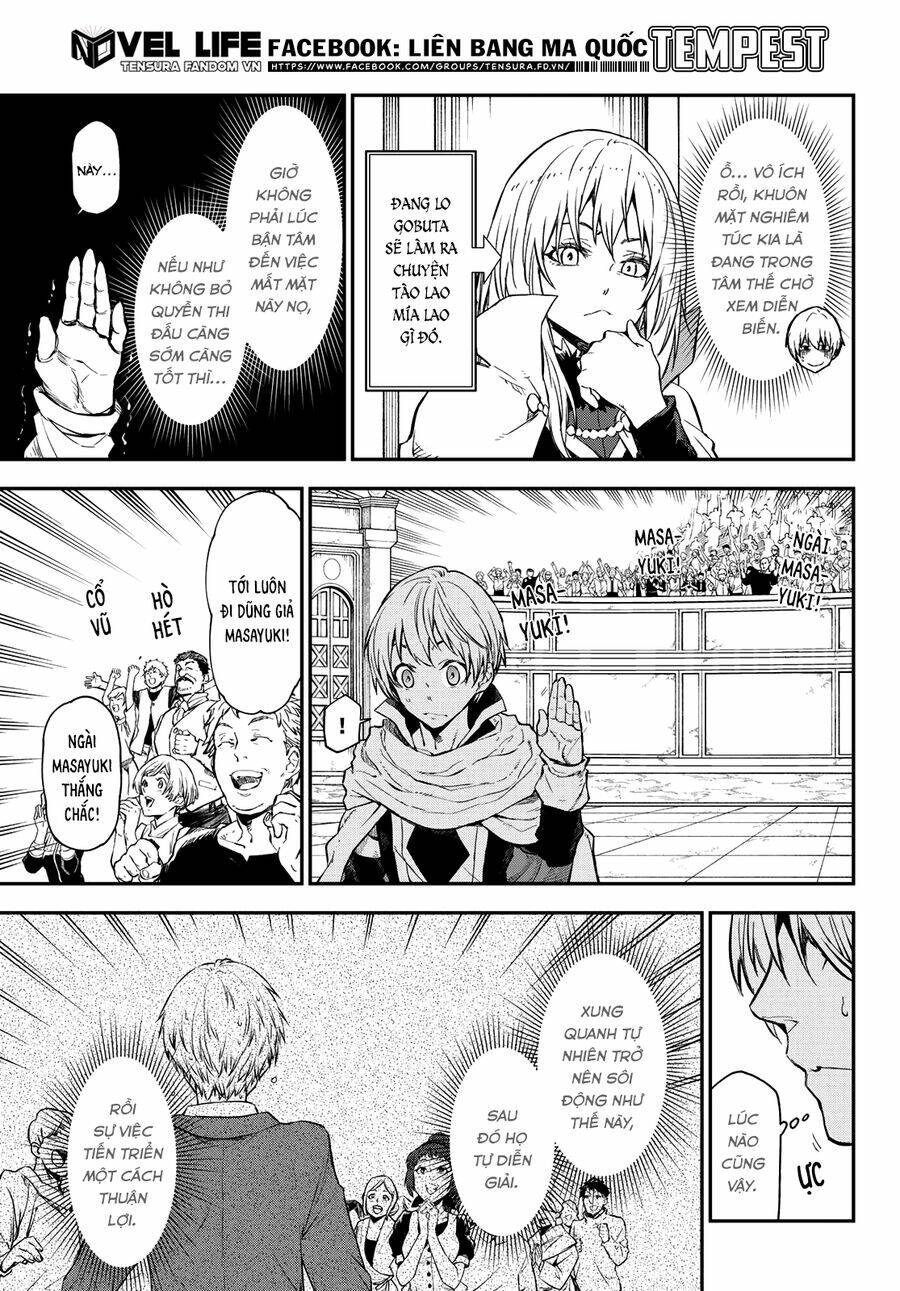 NOVEL LIFE
TENSURA FANDOM VN
FACEBOOK: LIÊN BANG MA QUỐC
HTTPS://WWW.FACEBOOK.COM/GROUPS/TENSURA.FD.VN/
TEMPEST
Ồ... VÔ ÍCH
RỒI, KHUÔN
MẶT NGHIÊM
TÚC KIA LÀ
ĐANG TRONG
TÂM THẾ CHỜ
XEM DIỄN
BIẾN.
ĐANG LO
GOBUTA
SẼ LÀM RA
CHUYỆN
TÀO LAO
MÍA LAO
GÌ ĐÓ.
GIỜ
KHÔNG
PHẢI LÚC
BẬN TÂM
ĐẾN VIỆC
MẤT MẶT
NÀY NỌ,
NẾU NHƯ
KHÔNG BỎ
QUYỀN THI
ĐẤU CÀNG
SỚM CÀNG
TỐT THÌ...
NÀY...
NGÀI
MASA-
YUKI!
MASA-
YUKI!
MASA-
YUKI!
!
TỚI LUÔN
ĐI DŨNG GIẢ
MASAYUKI!
HÒ
HÉT
CỔ
VŨ
NGÀI
MASAYUKI
THẮNG
CHẮC!
LÚC
NÀO
CŨNG
VẬY.
ỰC
XUNG
QUANH TỰ
NHIÊN TRỞ
NÊN SÔI
ĐỘNG NHƯ
THẾ NÀY,
SAU
ĐÓ HỌ
TỰ DIỄN
GIẢI.
RỒI
SỰ VIỆC
TIẾN TRIỂN
MỘT CÁCH
THUẬN
LỢI.